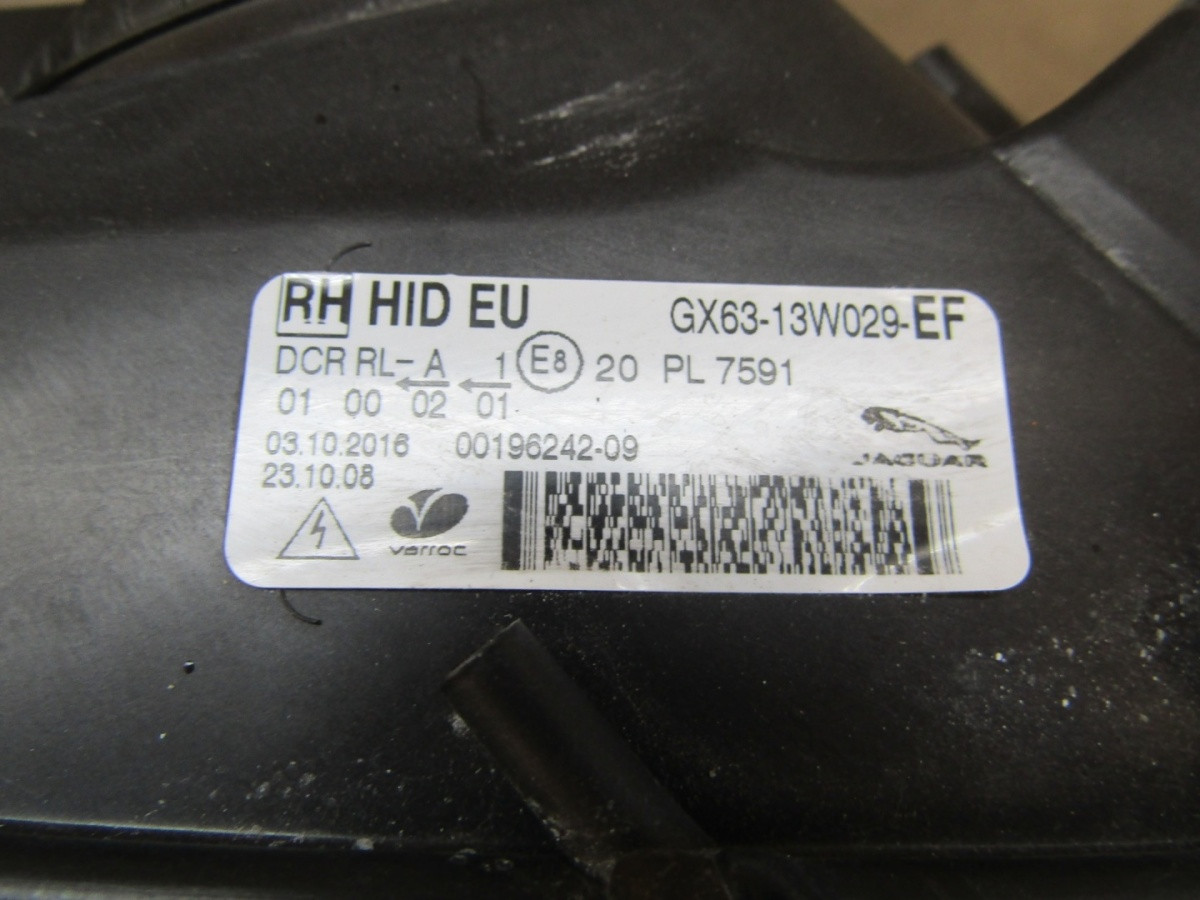 RH HID EU GX63-13W029-EF
DCR RL- A 1 E8 20 PL 7591
01 00 02 01
03.10.2016 00196242-09
23.10.08
JAGUAR
varroc